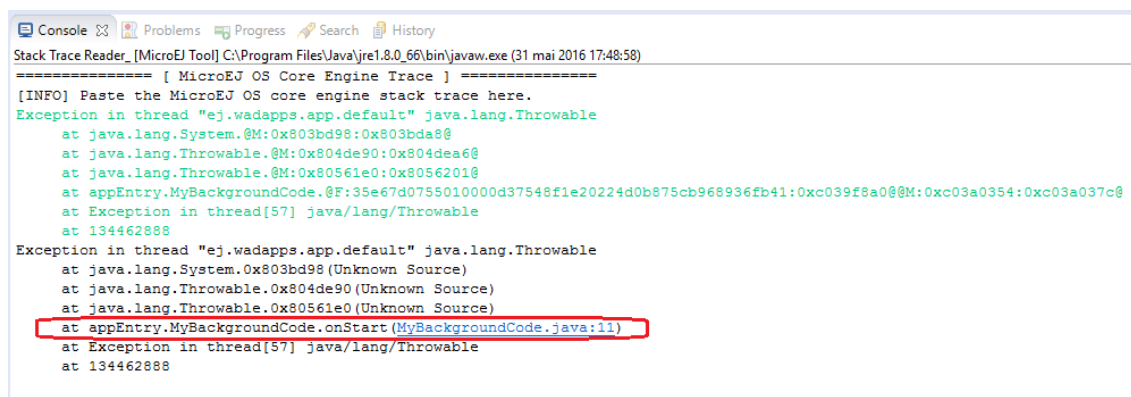 Console Problems Progress Search History
Stack Trace Reader_ [MicroEJ Tool] C:\Program Files\Java\jre1.8.0_66\bin\javaw.exe (31 mai 2016 17:48:58)
=============== [ MicroEJ OS Core Engine Trace ] ===============
[INFO] Paste the MicroEJ OS core engine stack trace here.
Exception in thread "ej.wadapps.app.default" java.lang.Throwable
at java.lang.System.@M:0x803bd98:0x803bda8@
at java.lang.Throwable.@M:0x804de90:0x804dea6@
at java.lang.Throwable.@M:0x80561e0:0x8056201@
at appEntry.MyBackgroundCode.@F:35e67d0755010000d37548f1e20224d0b875cb968936fb41:0xc039f8a0@@M:0xc03a0354:0xc03a037c@
at Exception in thread[57] java/lang/Throwable
at 134462888
Exception in thread "ej.wadapps.app.default" java.lang.Throwable
at java.lang.System.0x803bd98(Unknown Source)
at java.lang.Throwable.0x804de90(Unknown Source)
at java.lang.Throwable.0x80561e0(Unknown Source)
at appEntry.MyBackgroundCode.onStart(MyBackgroundCode.java:11)
at Exception in thread[57] java/lang/Throwable
at 134462888